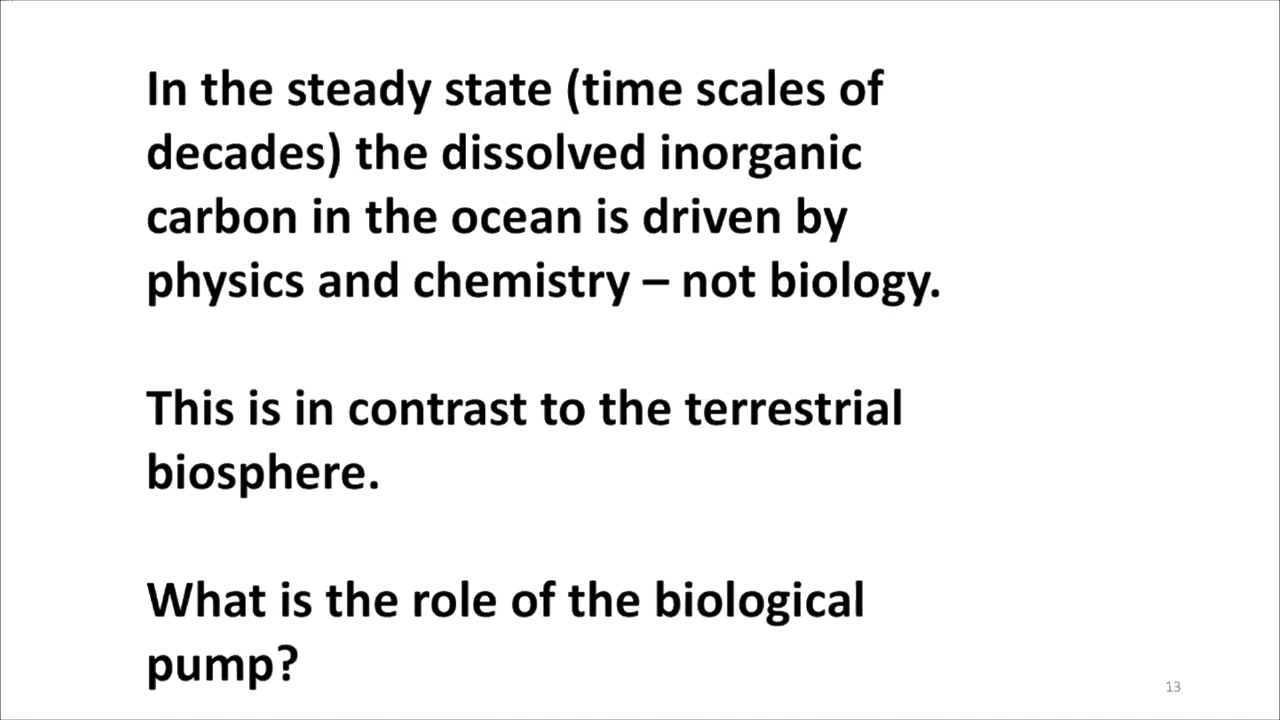 In the steady state (time scales of
decades) the dissolved inorganic
carbon in the ocean is driven by
physics and chemistry – not biology.
This is in contrast to the terrestrial
biosphere.
What is the role of the biological
pump?
13